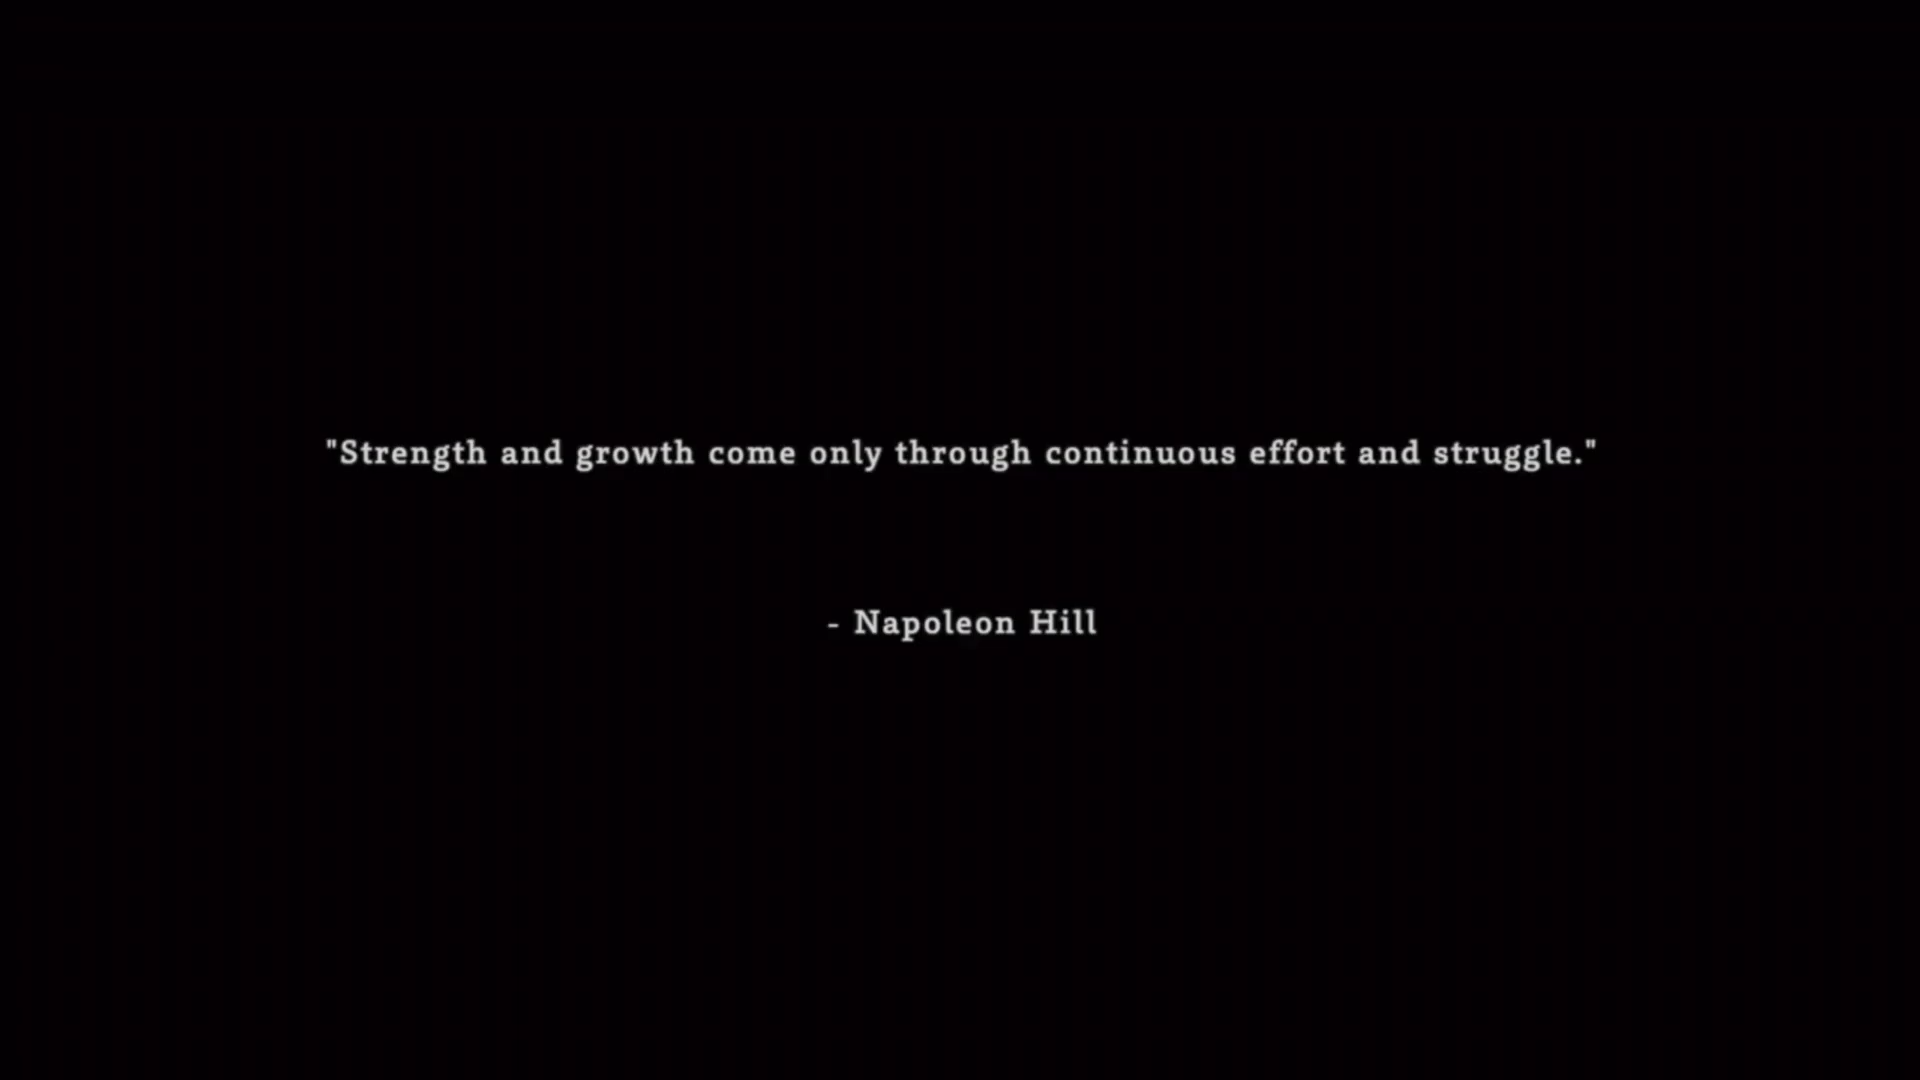 "Strength and growth come only through continuous effort and struggle."
- Napoleon Hill